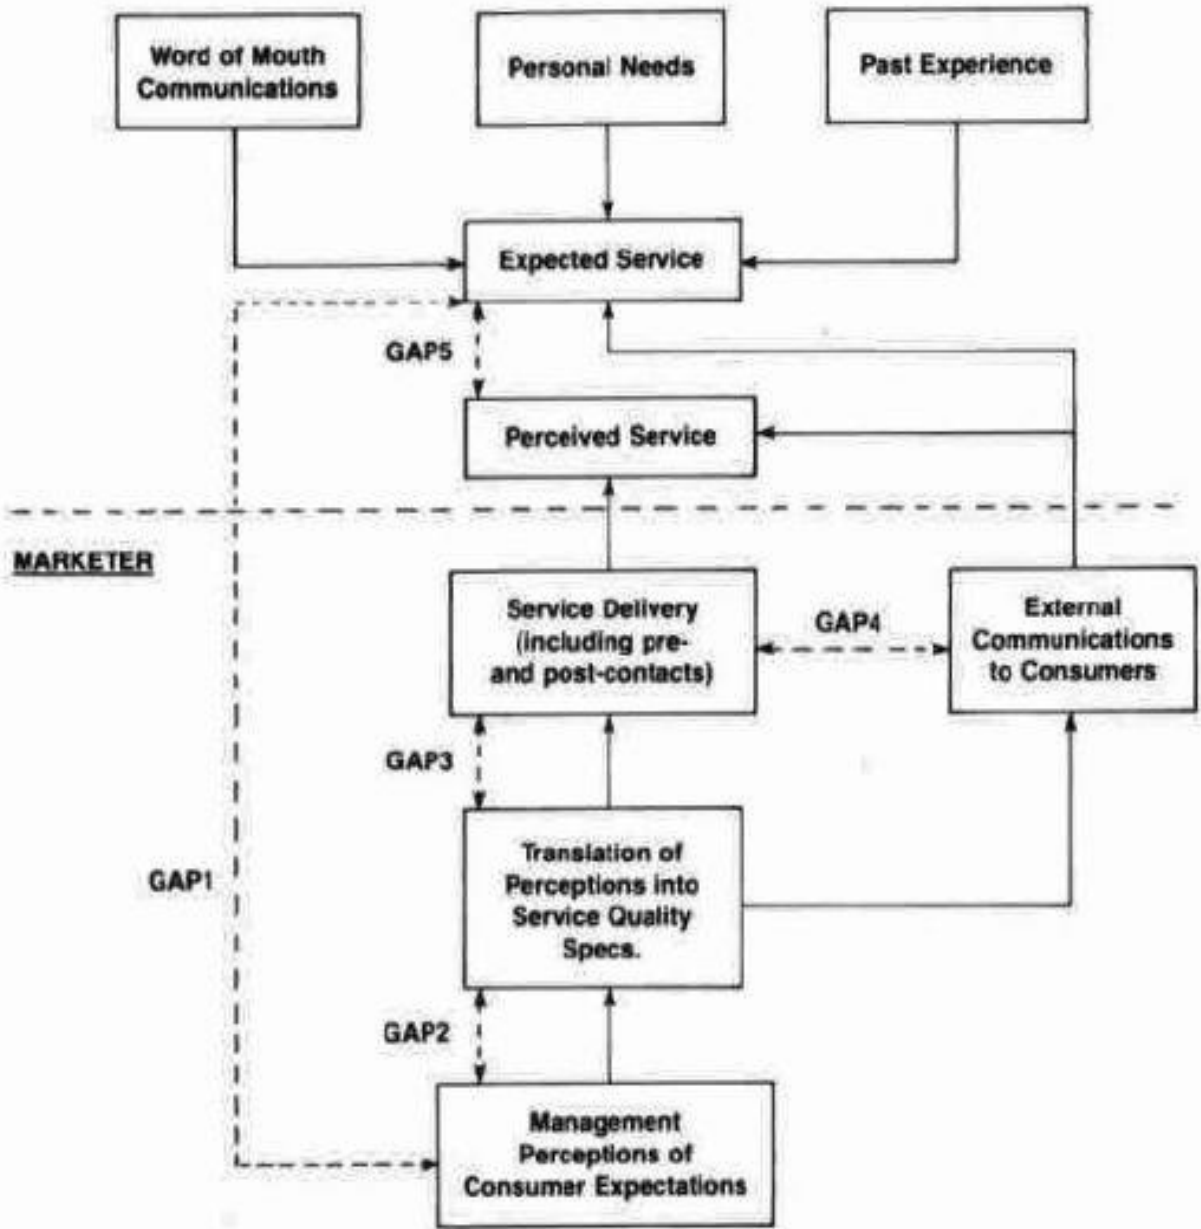 Word of Mouth
Communications
Personal Needs
Past Experience
Expected Service
GAP5
Perceived Service
MARKETER
Service Delivery
(including pre-
and post-contacts)
GAP4
External
Communications
to Consumers
GAP3
Translation of
Perceptions into
Service Quality
Specs.
GAP1
GAP2
Management
Perceptions of
Consumer Expectations